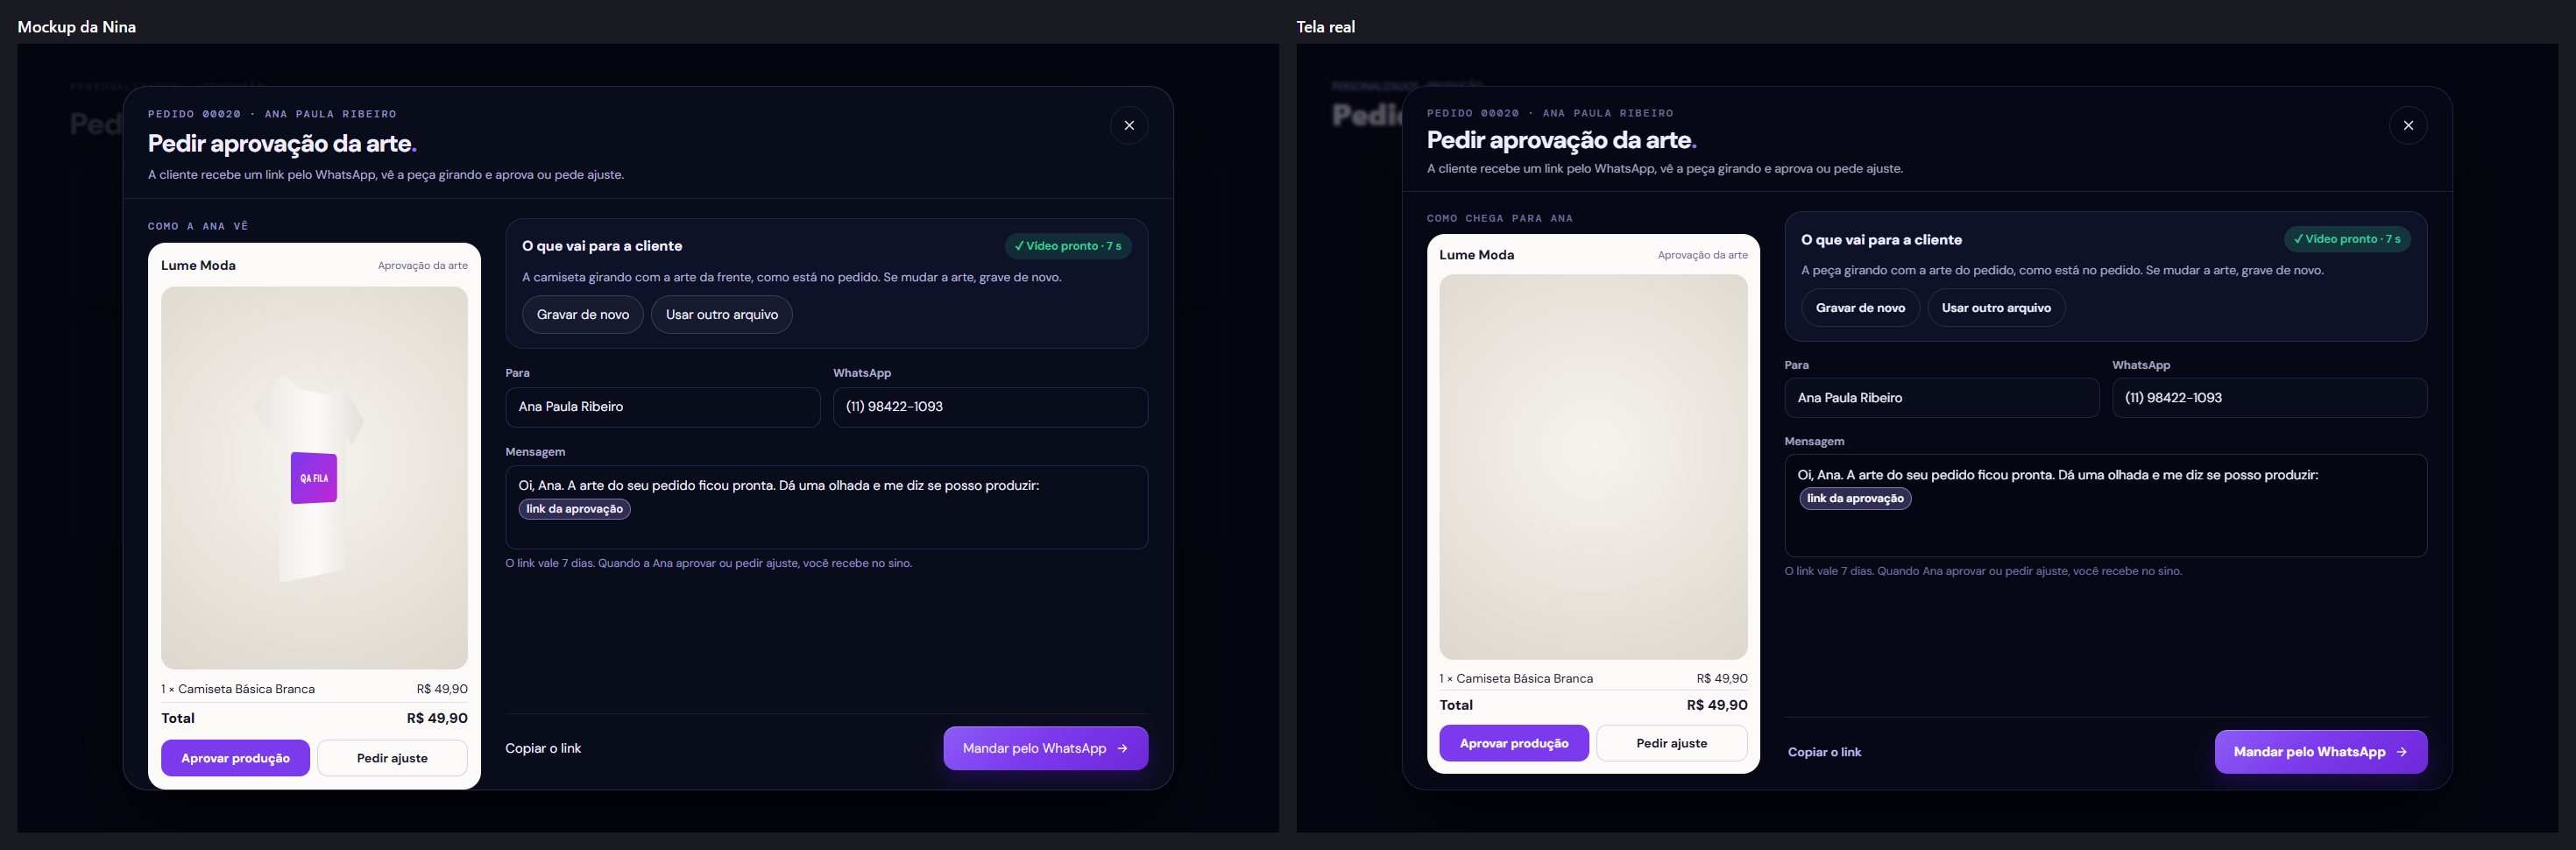 Mockup da Nina
PERSONALIZADOS · PRODUÇÃO
Ped
PEDIDO 00020 · ANA PAULA RIBEIRO
Pedir aprovação da arte.
A cliente recebe um link pelo WhatsApp, vê a peça girando e aprova ou pede ajuste.
COMO A ANA VÊ
Lume Moda
Aprovação da arte
QA FILA
1 × Camiseta Básica Branca
R$ 49,90
Total
R$ 49,90
Aprovar produção
Pedir ajuste
O que vai para a cliente
✓ Vídeo pronto · 7 s
A camiseta girando com a arte da frente, como está no pedido. Se mudar a arte, grave de novo.
Gravar de novo
Usar outro arquivo
Para
WhatsApp
Ana Paula Ribeiro
(11) 98422-1093
Mensagem
Oi, Ana. A arte do seu pedido ficou pronta. Dá uma olhada e me diz se posso produzir:
link da aprovação
O link vale 7 dias. Quando a Ana aprovar ou pedir ajuste, você recebe no sino.
Copiar o link
Mandar pelo WhatsApp →
Tela real
PERSONALIZADOS · PRODUÇÃO
Pedi
PEDIDO 00020 · ANA PAULA RIBEIRO
Pedir aprovação da arte.
A cliente recebe um link pelo WhatsApp, vê a peça girando e aprova ou pede ajuste.
COMO CHEGA PARA ANA
Lume Moda
Aprovação da arte
1 × Camiseta Básica Branca
R$ 49,90
Total
R$ 49,90
Aprovar produção
Pedir ajuste
O que vai para a cliente
✓ Vídeo pronto · 7 s
A peça girando com a arte do pedido, como está no pedido. Se mudar a arte, grave de novo.
Gravar de novo
Usar outro arquivo
Para
WhatsApp
Ana Paula Ribeiro
(11) 98422-1093
Mensagem
Oi, Ana. A arte do seu pedido ficou pronta. Dá uma olhada e me diz se posso produzir:
link da aprovação
O link vale 7 dias. Quando Ana aprovar ou pedir ajuste, você recebe no sino.
Copiar o link
Mandar pelo WhatsApp →